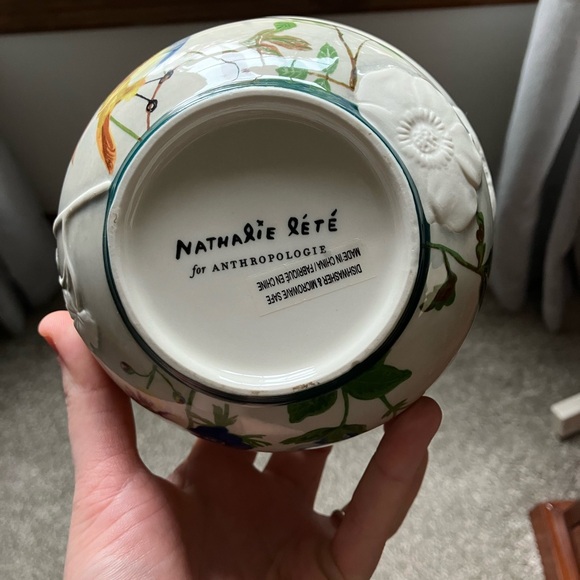 NATHALiE LÉTÉ
for ANTHROPOLOGIE
DISHWASHER & MICROWAVE SAFE
MADE IN CHINA / FABRIQUÉ EN CHINE